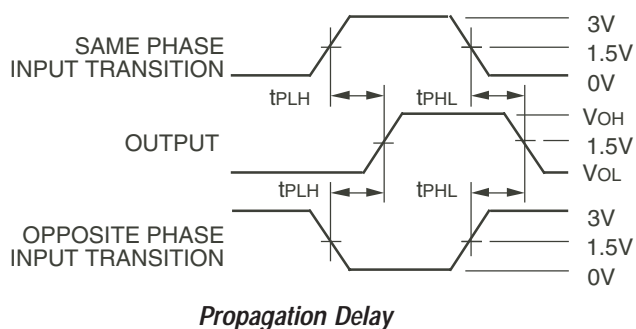 3V
SAME PHASE
INPUT TRANSITION
1.5V
0V
tPLH
tPHL
VOH
OUTPUT
1.5V
VOL
tPLH
tPHL
3V
OPPOSITE PHASE
INPUT TRANSITION
1.5V
0V
Propagation Delay